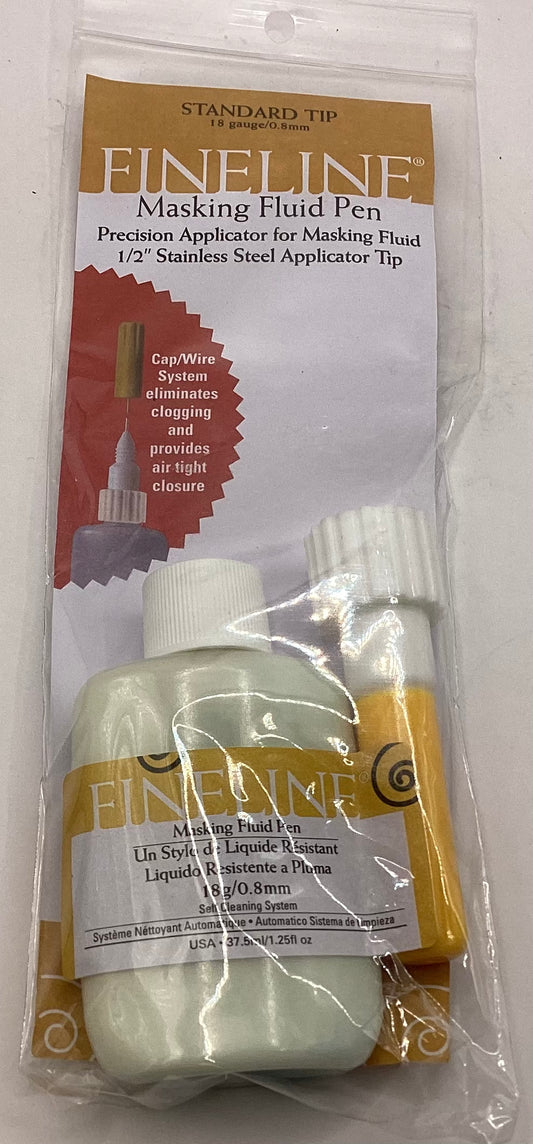 STANDARD TIP
18 gauge/0.8mm
FINELINE®
Masking Fluid Pen
Precision Applicator for Masking Fluid
1/2" Stainless Steel Applicator Tip
Cap/Wire
System
eliminates
clogging
and
provides
air tight
closure
FINELINE®
Masking Fluid Pen
Un Stylo de Liquide Résistant
Liquido Resistente a Pluma
18g/0.8mm
Self Cleaning System
Système Néttoyant Automatique • Automatico Sistema de limpieza
USA • 37.5ml/1.25fl oz